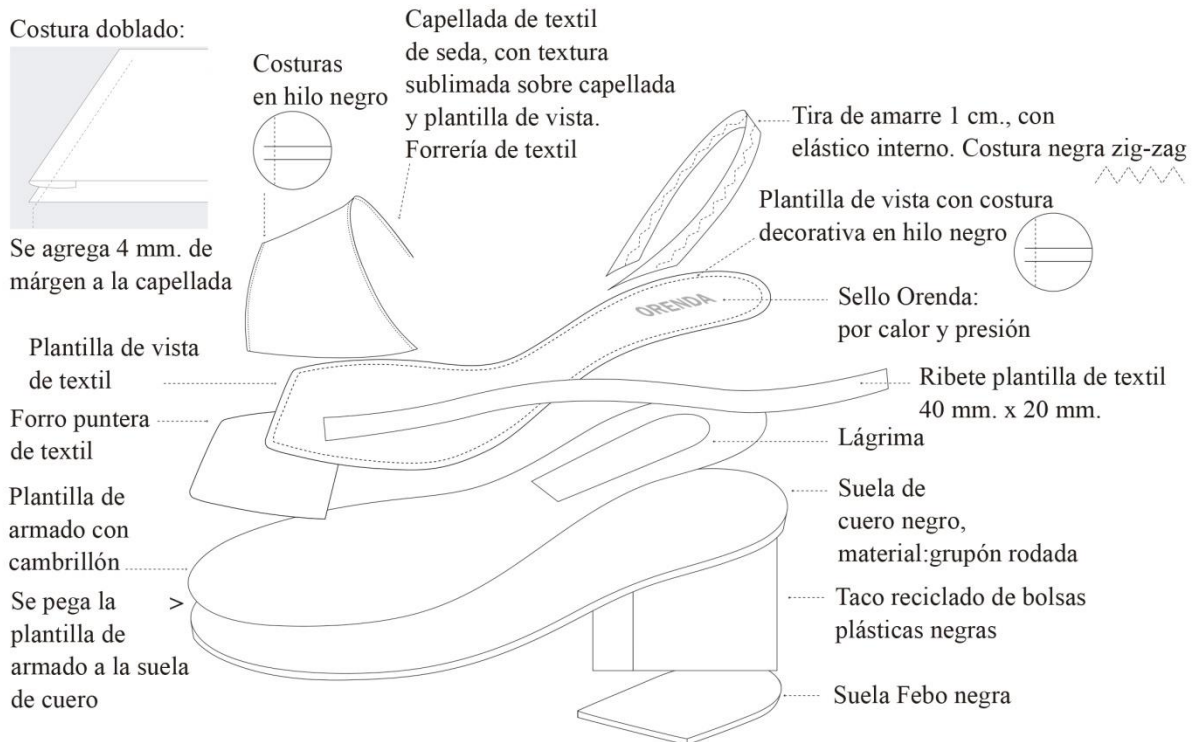 Costura doblado:
Se agrega 4 mm. de
márgen a la capellada
Costuras
en hilo negro
Capellada de textil
de seda, con textura
sublimada sobre capellada
y plantilla de vista.
Forrería de textil
Tira de amarre 1 cm., con
elástico interno. Costura negra zig-zag
Plantilla de vista con costura
decorativa en hilo negro
ORENDA
Sello Orenda:
por calor y presión
Plantilla de vista
de textil
Ribete plantilla de textil
40 mm. x 20 mm.
Forro puntera
de textil
Lágrima
Plantilla de
armado con
cambrillón
Suela de
cuero negro,
material:grupón rodada
Se pega la >
plantilla de
armado a la suela
de cuero
Taco reciclado de bolsas
plásticas negras
Suela Febo negra